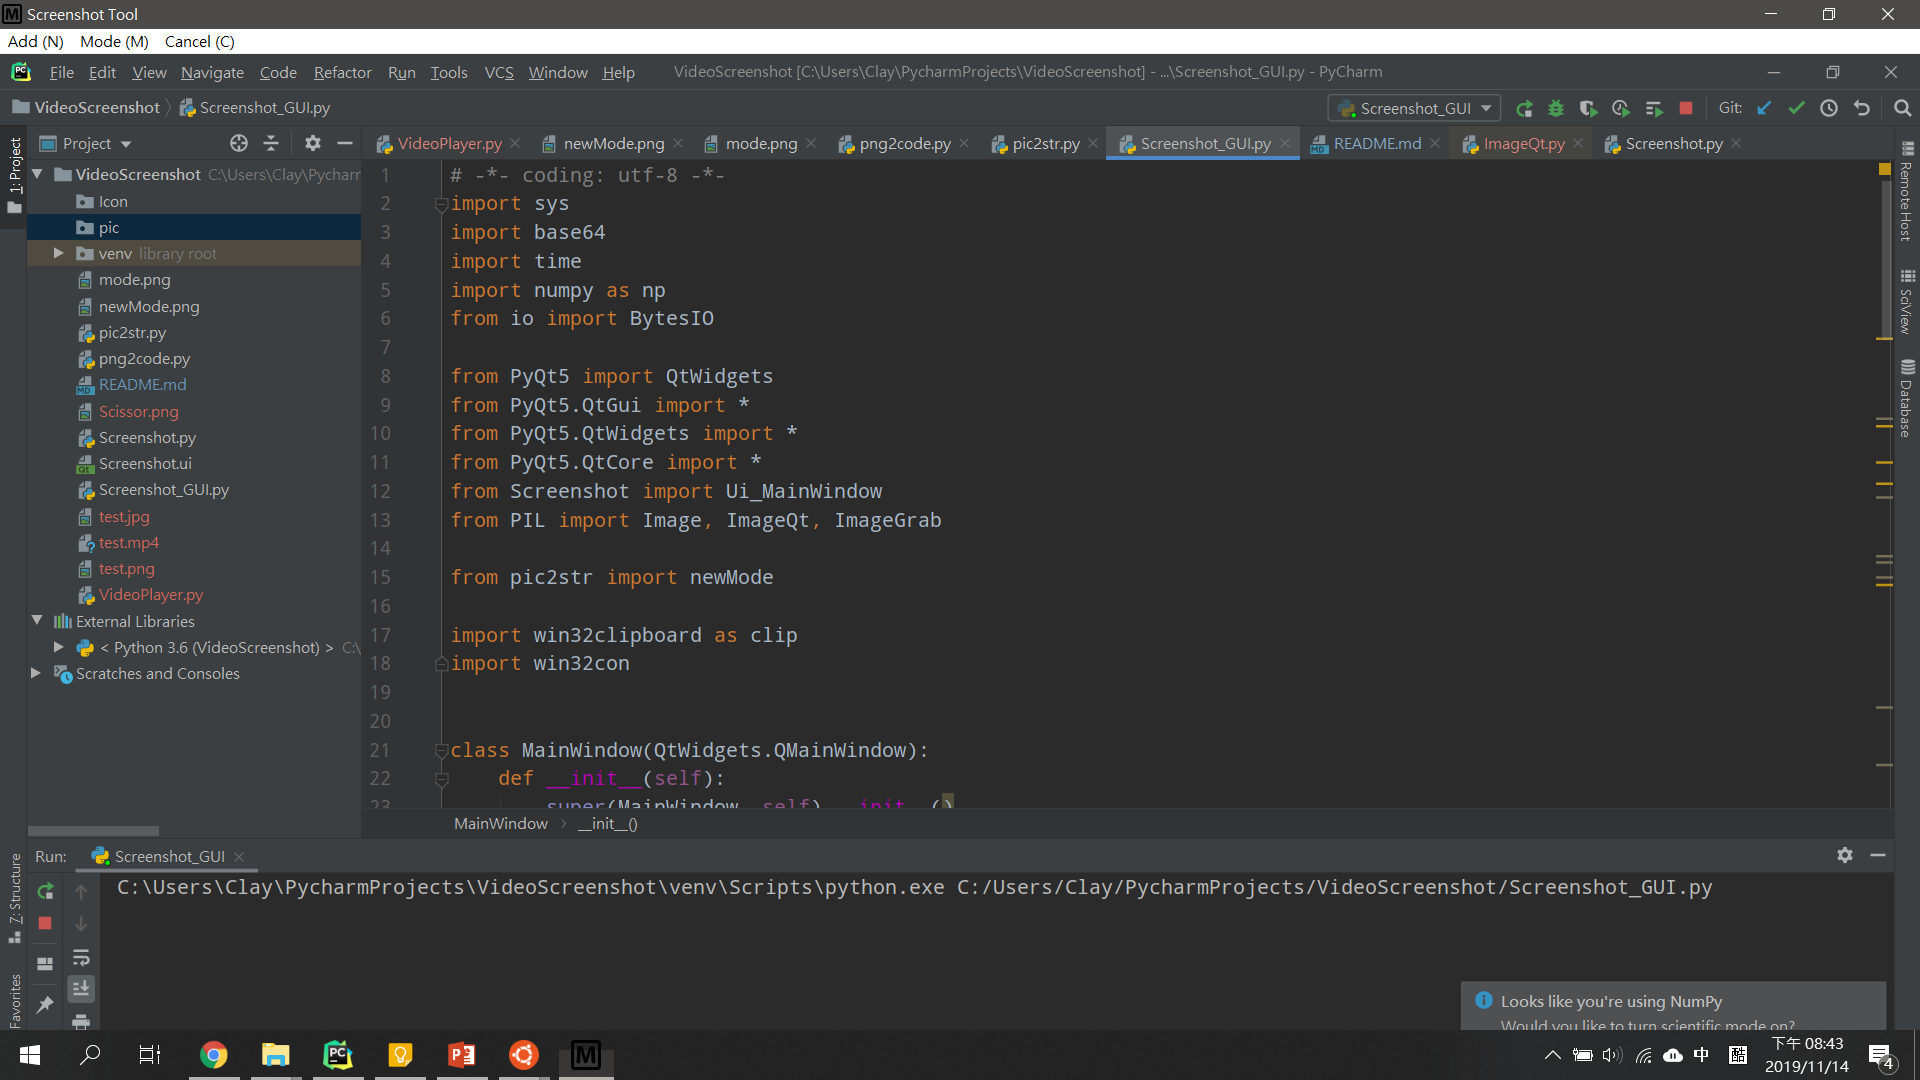 Screenshot Tool
Add (N) Mode (M) Cancel (C)
File Edit View Navigate Code Refactor Run Tools VCS Window Help VideoScreenshot [C:\Users\Clay\PycharmProjects\VideoScreenshot] - ...\Screenshot_GUI.py - PyCharm
VideoScreenshot Screenshot_GUI.py Screenshot_GUI Git:
1: Project
Project
VideoPlayer.py newMode.png mode.png png2code.py pic2str.py Screenshot_GUI.py README.md ImageQt.py Screenshot.py
VideoScreenshot C:\Users\Clay\Pycharm
Icon
pic
venv library root
mode.png
newMode.png
pic2str.py
png2code.py
README.md
Scissor.png
Screenshot.py
Screenshot.ui
Screenshot_GUI.py
test.jpg
test.mp4
test.png
VideoPlayer.py
External Libraries
< Python 3.6 (VideoScreenshot) > C:\
Scratches and Consoles
1 # -*- coding: utf-8 -*-
2 import sys
3 import base64
4 import time
5 import numpy as np
6 from io import BytesIO
7
8 from PyQt5 import QtWidgets
9 from PyQt5.QtGui import *
10 from PyQt5.QtWidgets import *
11 from PyQt5.QtCore import *
12 from Screenshot import Ui_MainWindow
13 from PIL import Image, ImageQt, ImageGrab
14
15 from pic2str import newMode
16
17 import win32clipboard as clip
18 import win32con
19
20
21 class MainWindow(QtWidgets.QMainWindow):
22 def __init__(self):
23 super(MainWindow, self).__init__()
MainWindow __init__()
Remote Host
SciView
Database
Run: Screenshot_GUI
Z: Structure
Favorites
C:\Users\Clay\PycharmProjects\VideoScreenshot\venv\Scripts\python.exe C:/Users/Clay/PycharmProjects/VideoScreenshot/Screenshot_GUI.py
Looks like you're using NumPy
Would you like to turn scientific mode on?
中
下午 08:43
2019/11/14
4